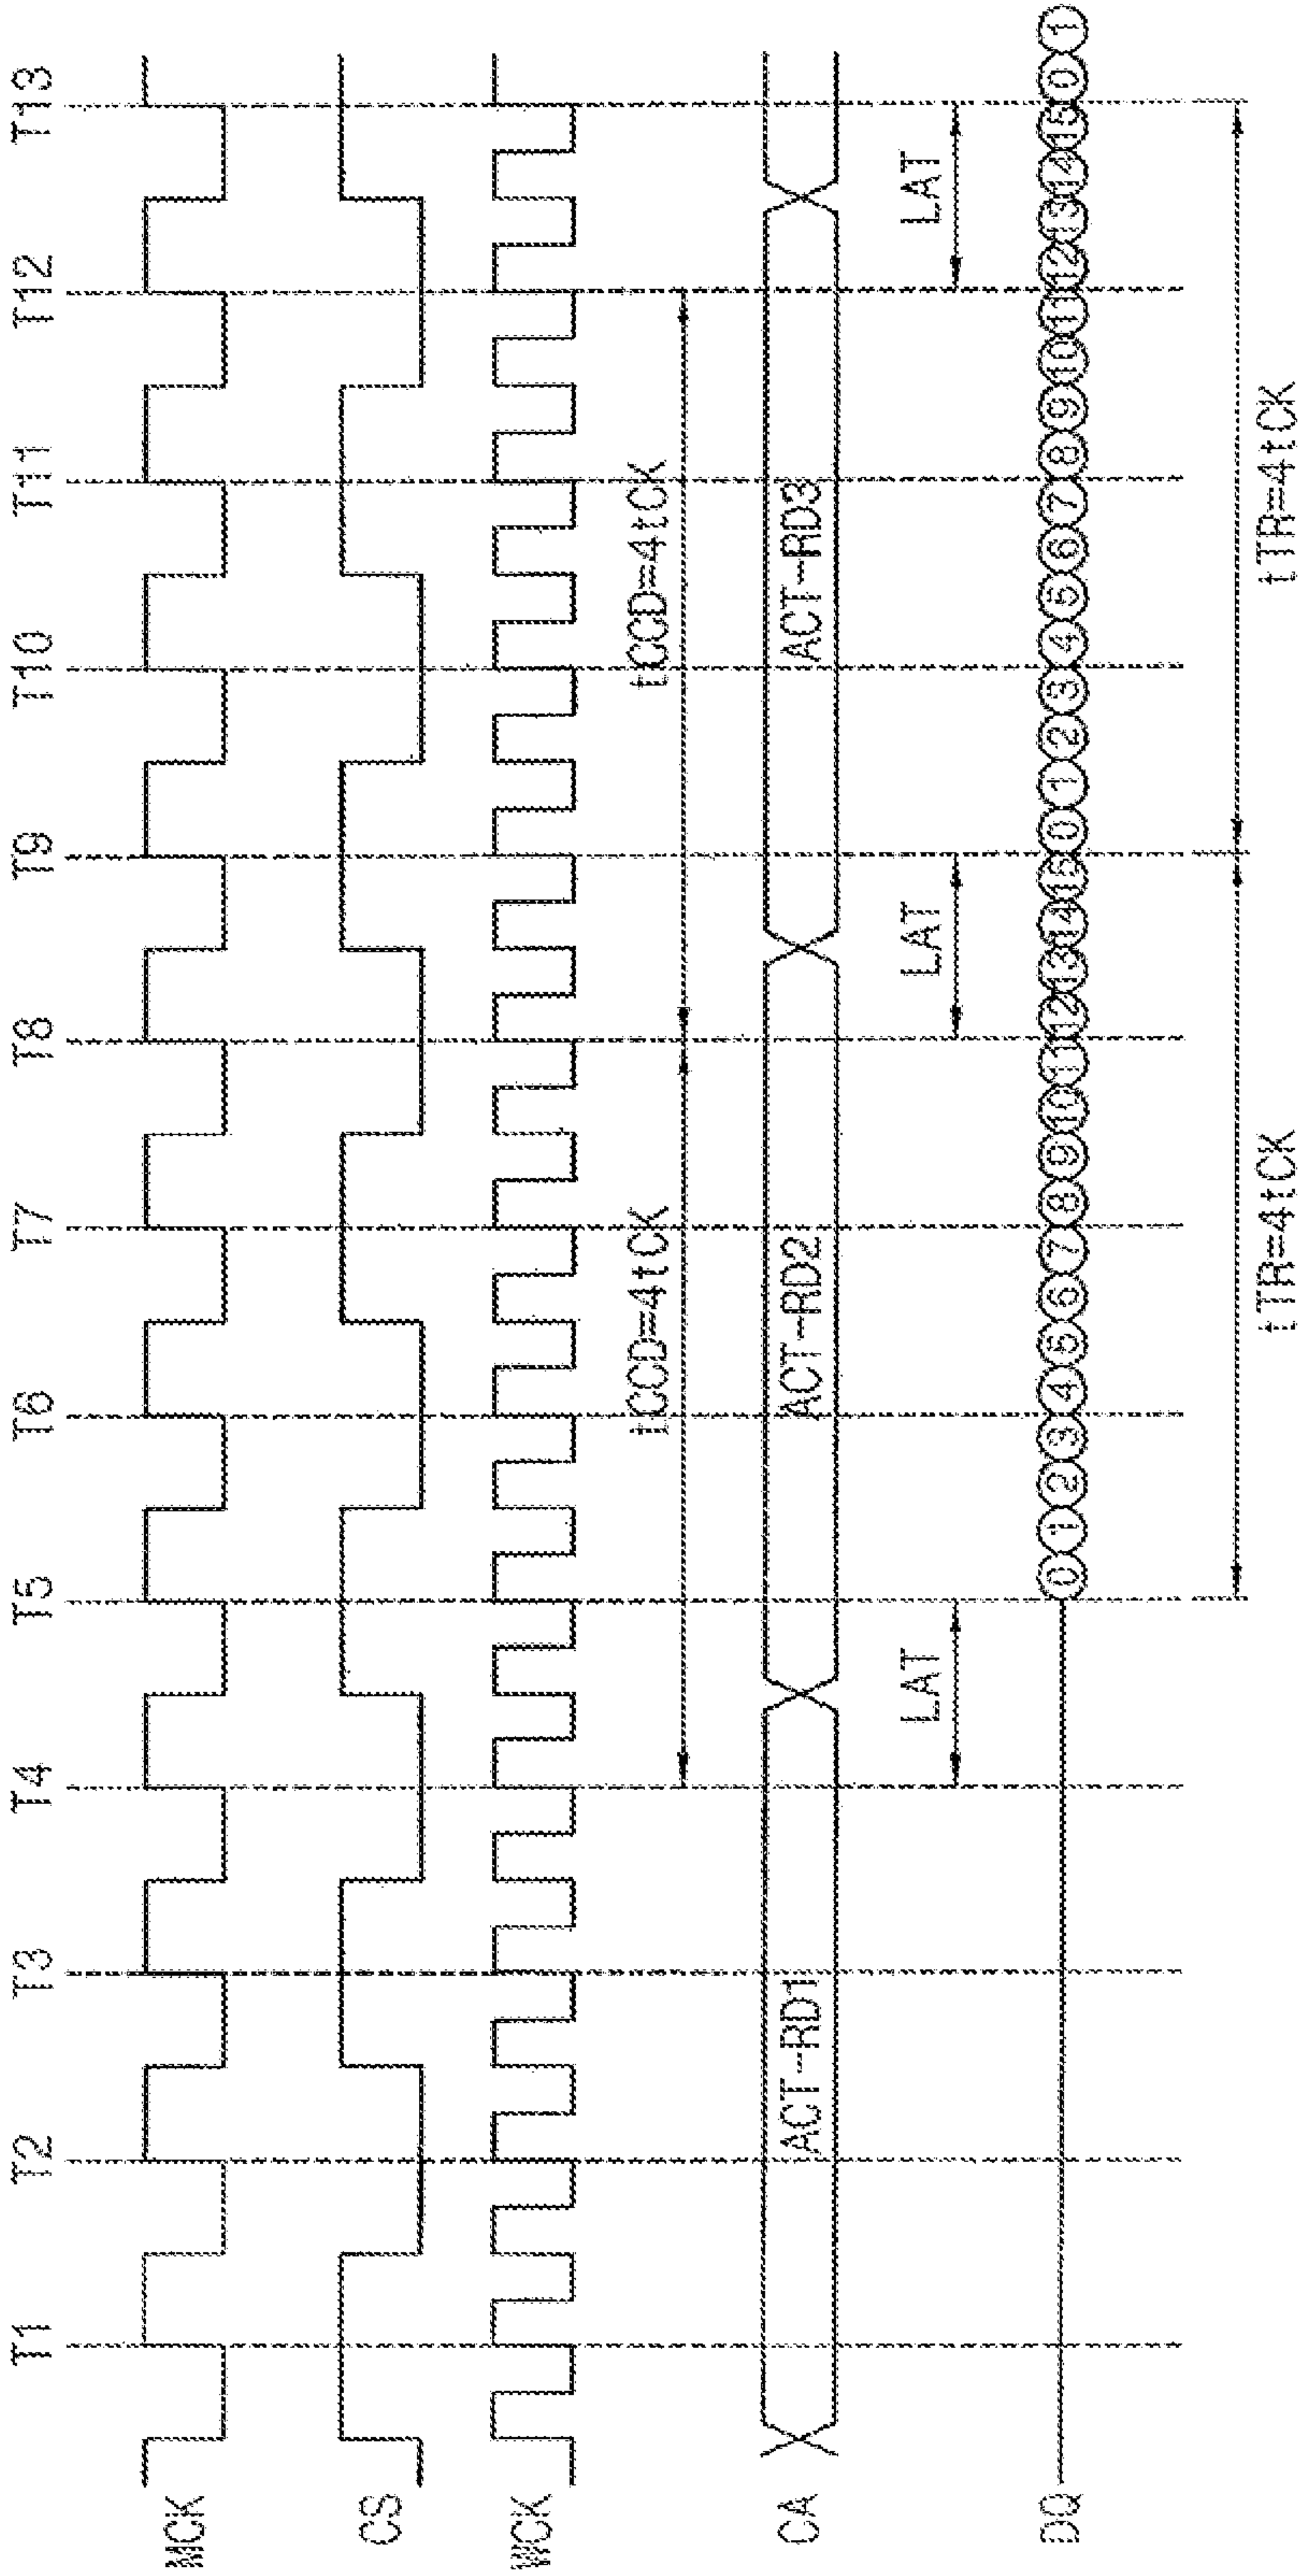 T1 T2 T3 T4 T5 T6 T7 T8 T9 T10 T11 T12 T13
MCK
CS
WCK
tCCD=4tCK tCCD=4tCK
CA ACT-RD1 ACT-RD2 ACT-RD3
LAT LAT LAT
DQ 0 1 2 3 4 5 6 7 8 9 10 11 12 13 14 15 0 1 2 3 4 5 6 7 8 9 10 11 12 13 14 15 0 1
tTR=4tCK tTR=4tCK